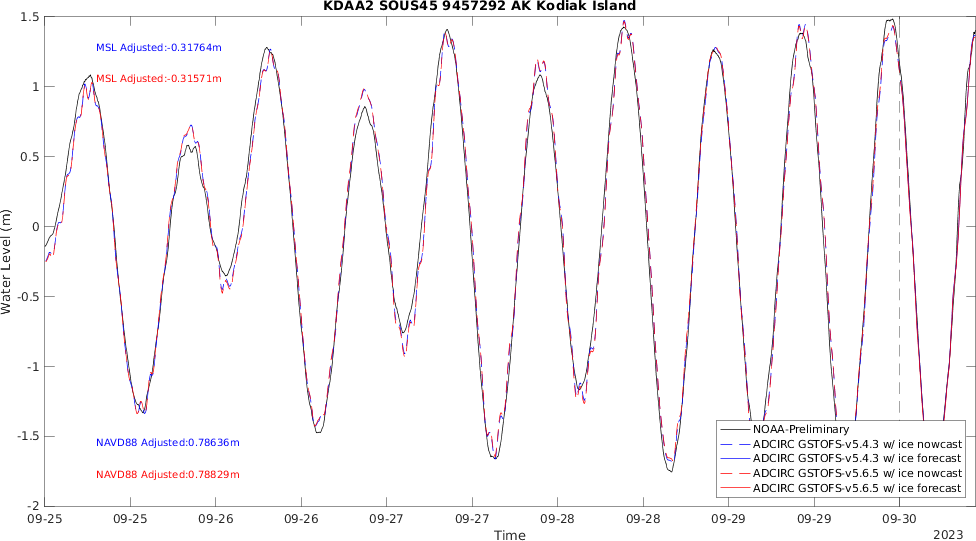 KDAA2 SOUS45 9457292 AK Kodiak Island
MSL Adjusted:-0.31764m
MSL Adjusted:-0.31571m
NAVD88 Adjusted:0.78636m
NAVD88 Adjusted:0.78829m
Water Level (m)
1.5
1
0.5
0
-0.5
-1
-1.5
-2
NOAA-Preliminary
ADCIRC GSTOFS-v5.4.3 w/ ice nowcast
ADCIRC GSTOFS-v5.4.3 w/ ice forecast
ADCIRC GSTOFS-v5.6.5 w/ ice nowcast
ADCIRC GSTOFS-v5.6.5 w/ ice forecast
09-25 09-25 09-26 09-26 09-27 09-27 09-28 09-28 09-29 09-29 09-30
Time
2023